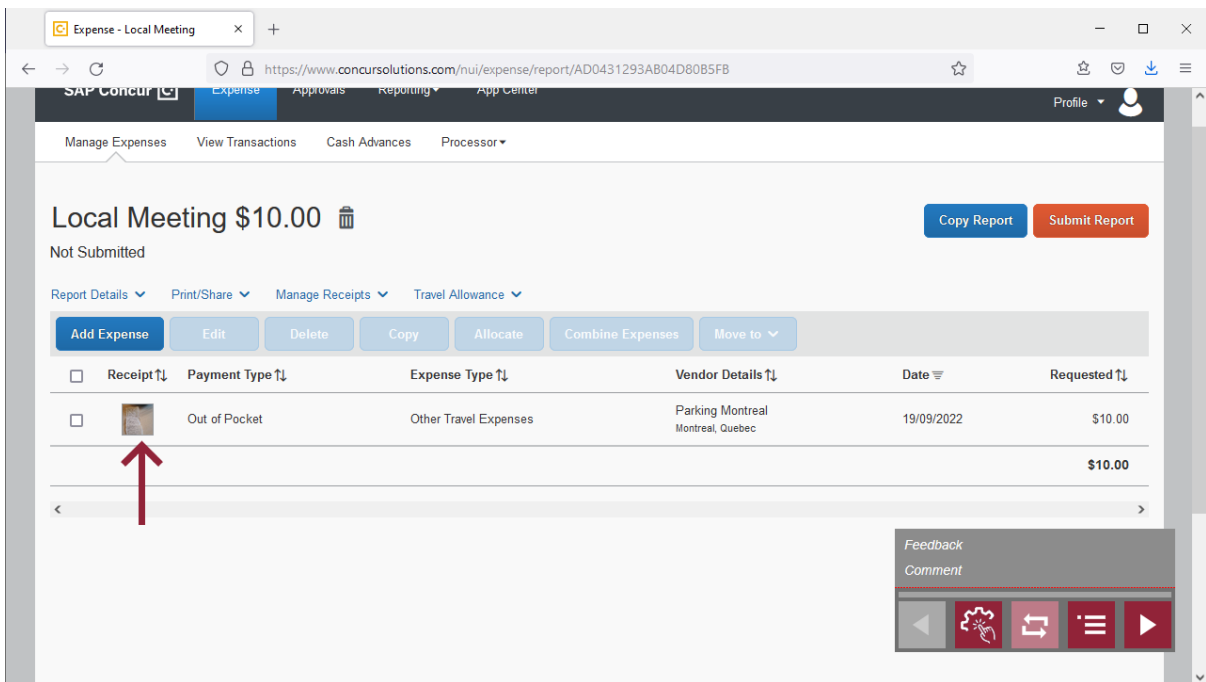 Expense - Local Meeting
https://www.concursolutions.com/nui/expense/report/AD0431293AB04D80B5FB
SAP Concur C Expense Approvals Reporting App Center
Profile
Manage Expenses View Transactions Cash Advances Processor
Local Meeting $10.00
Copy Report Submit Report
Not Submitted
Report Details Print/Share Manage Receipts Travel Allowance
Add Expense Edit Delete Copy Allocate Combine Expenses Move to
Receipt Payment Type Expense Type Vendor Details Date Requested
Out of Pocket Other Travel Expenses Parking Montreal 19/09/2022 $10.00
Montreal, Quebec
$10.00
Feedback
Comment